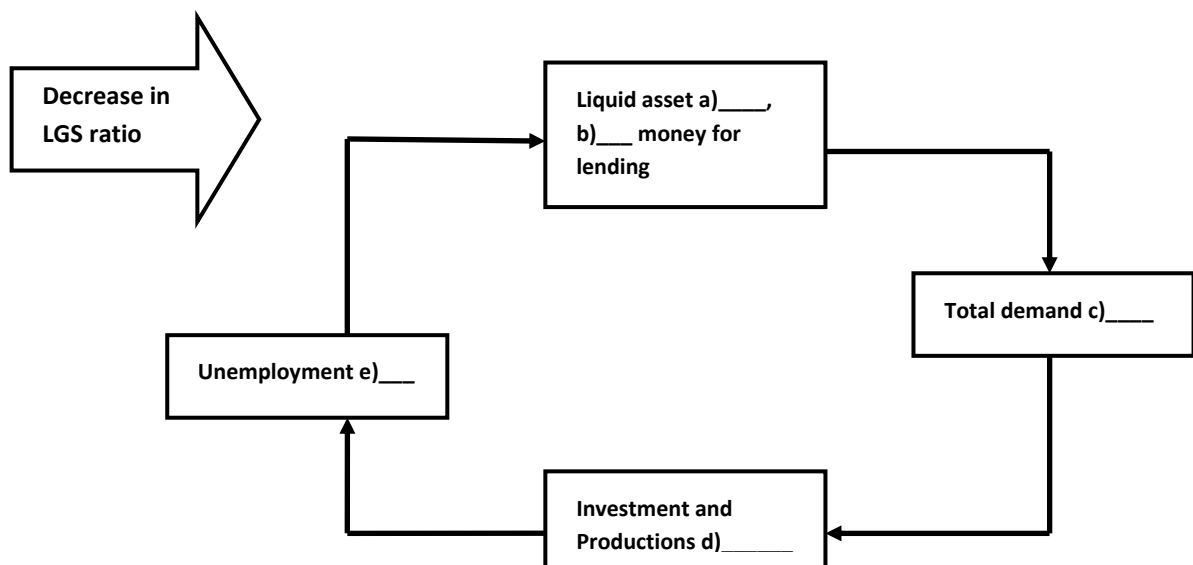 Decrease in
LGS ratio
Liquid asset a)____,
b)___ money for
lending
Total demand c)____
Unemployment e)___
Investment and
Productions d)______